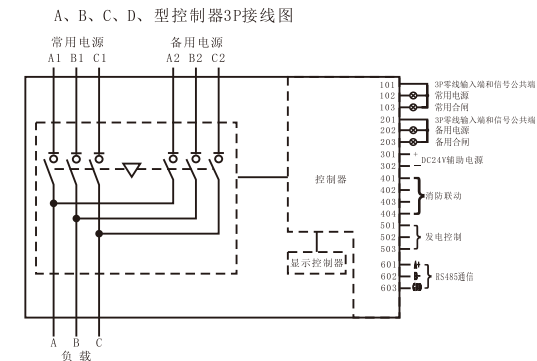 A、B、C、D、型控制器3P接线图
常用电源 备用电源
A1 B1 C1 A2 B2 C2
101 3P零线输入端和信号公共端
102 常用电源
103 常用合闸
201 3P零线输入端和信号公共端
202 备用电源
203 备用合闸
301 +
DC24V辅助电源
302 —
401
402
消防联动
403
404
501
502 发电控制
503
601 A+
602 RS485通信
603
控制器
显示控制器
A B C
负 载